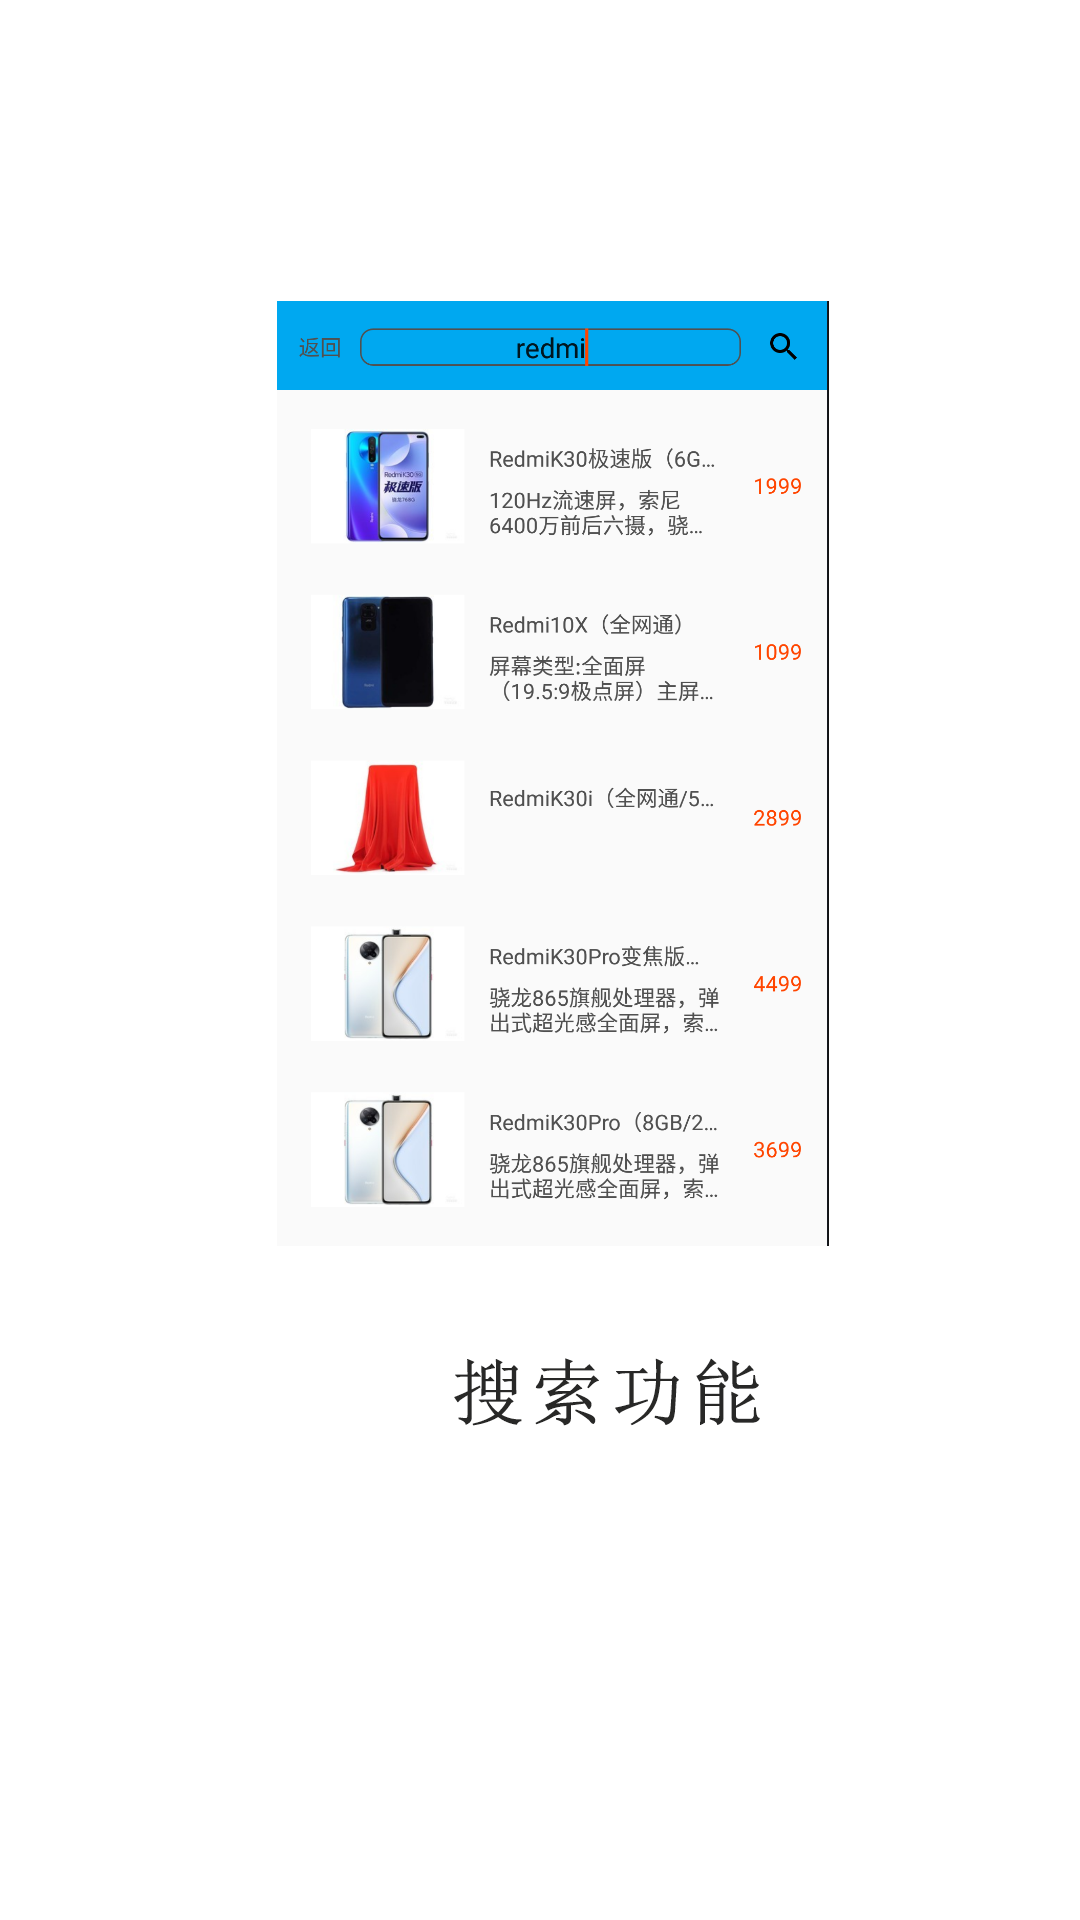 返回
redmi
RedmiK30极速版（6G...
120Hz流速屏，索尼
6400万前后六摄，骁...
1999
RedmiK30
极速版
Redmi10X（全网通）
屏幕类型:全面屏
（19.5:9极点屏）主屏...
1099
RedmiK30i（全网通/5...
2899
RedmiK30Pro变焦版...
骁龙865旗舰处理器，弹
出式超光感全面屏，索...
4499
RedmiK30Pro（8GB/2...
骁龙865旗舰处理器，弹
出式超光感全面屏，索...
3699
搜索功能